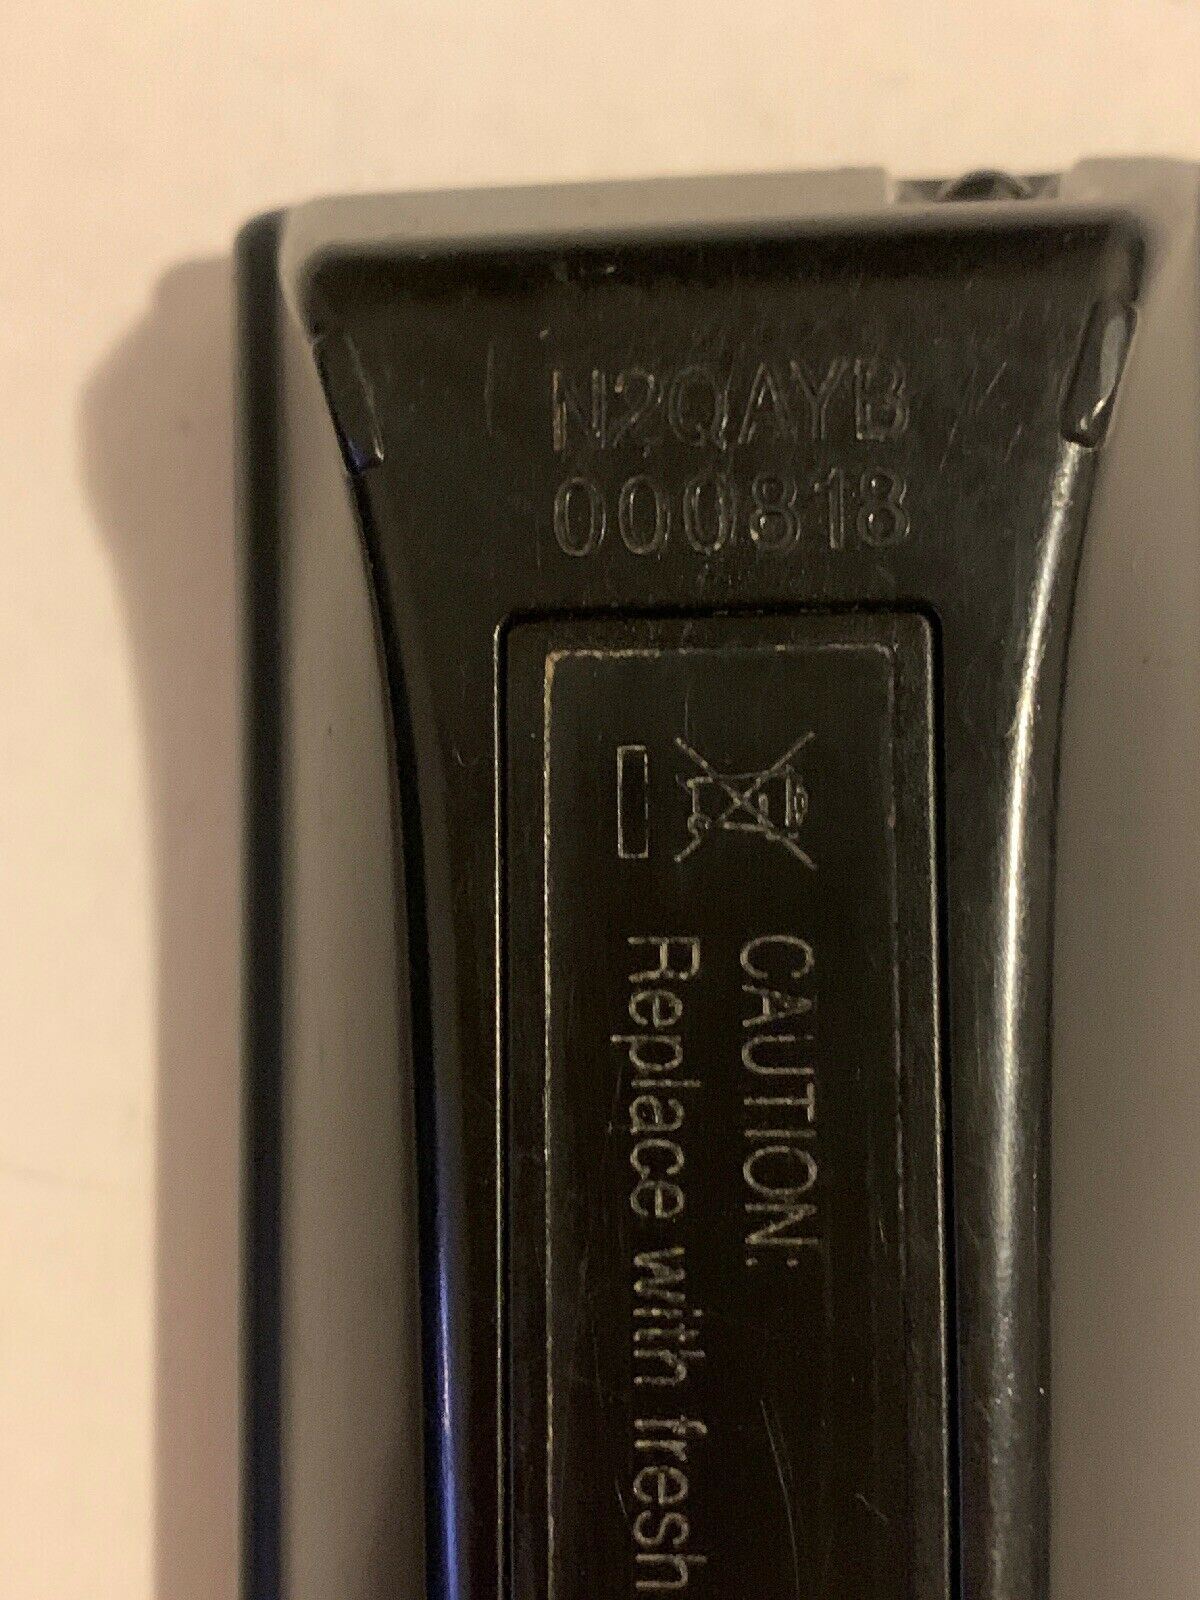 N2QAYB
000818
CAUTION:
Replace with fresh